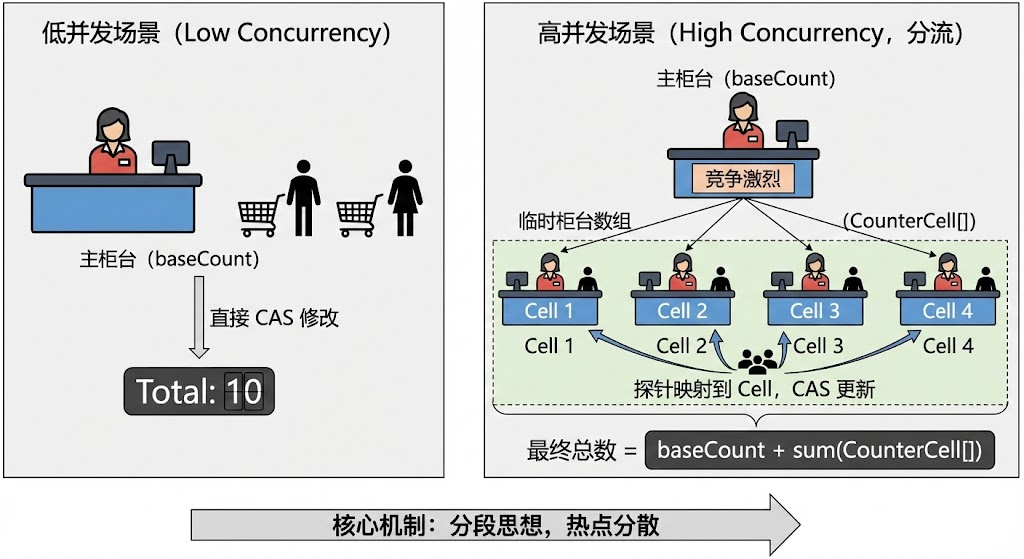 低并发场景（Low Concurrency）
主柜台（baseCount）
直接 CAS 修改
Total: 10
高并发场景（High Concurrency，分流）
主柜台（baseCount）
竞争激烈
临时柜台数组
(CounterCell[])
Cell 1
Cell 2
Cell 3
Cell 4
Cell 1
Cell 2
Cell 3
Cell 4
探针映射到 Cell，CAS 更新
最终总数 = baseCount + sum(CounterCell[])
核心机制：分段思想，热点分散